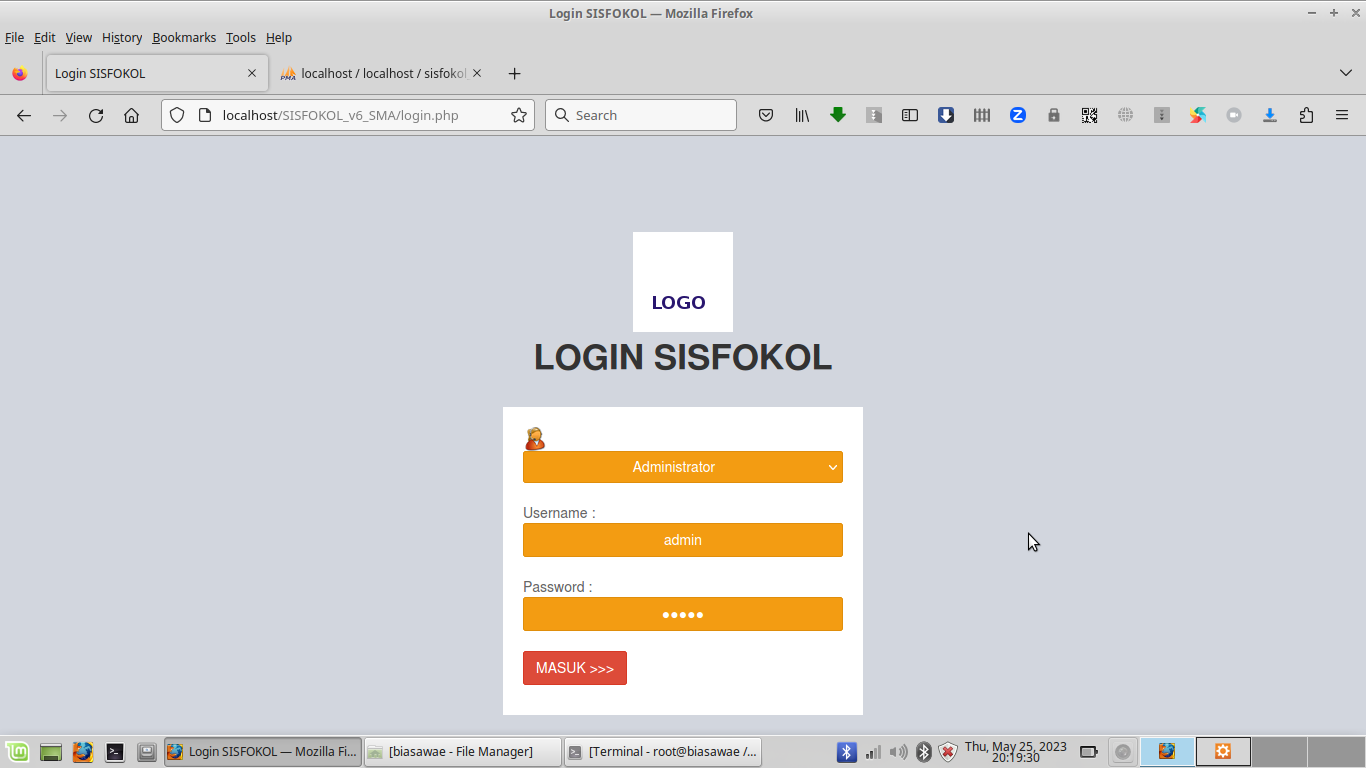 Login SISFOKOL — Mozilla Firefox
File Edit View History Bookmarks Tools Help
Login SISFOKOL
PMA
localhost / localhost / sisfokol
localhost/SISFOKOL_v6_SMA/login.php
Search
Z
LOGO
LOGIN SISFOKOL
Administrator
Username :
admin
Password :
•••••
MASUK >>>
Login SISFOKOL — Mozilla Fi...
[biasawae - File Manager]
[Terminal - root@biasawae /...
Thu, May 25, 2023
20:19:30